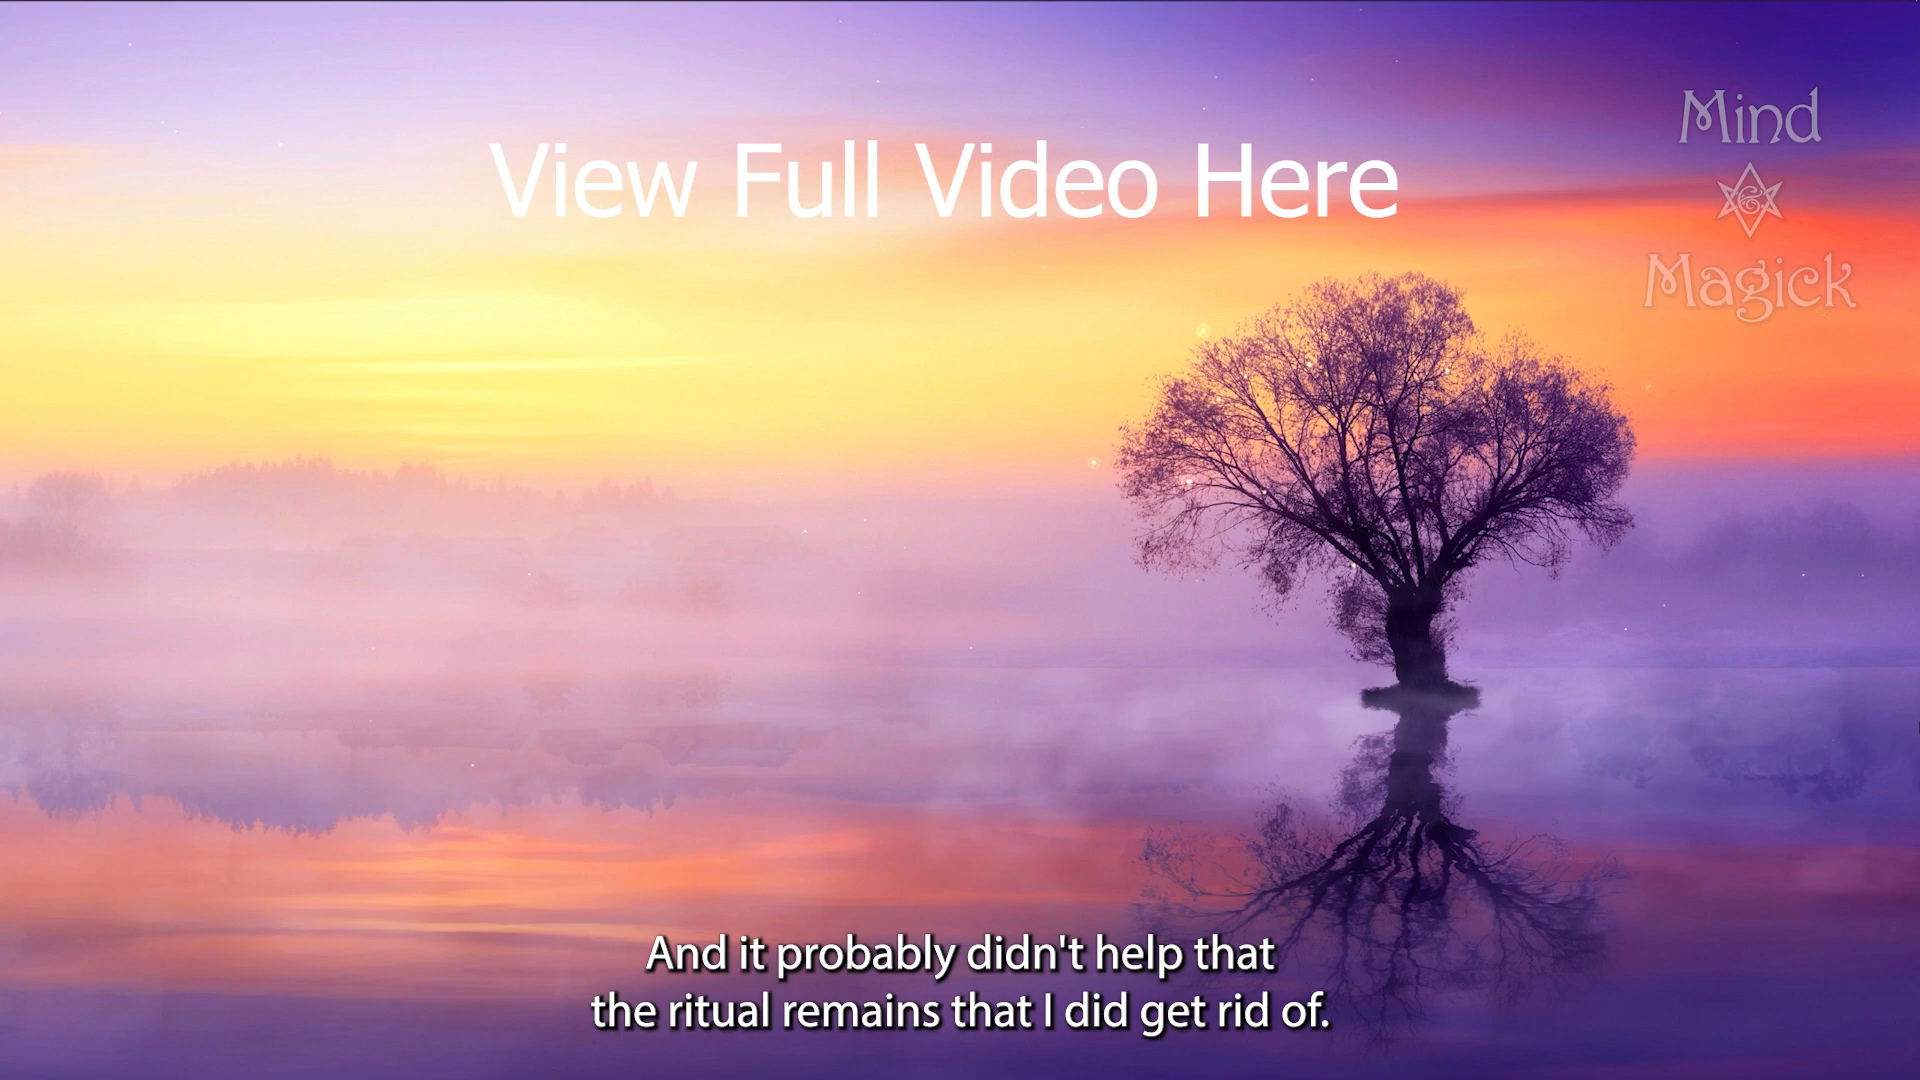 View Full Video Here
Mind
&
Magick
And it probably didn't help that
the ritual remains that I did get rid of.